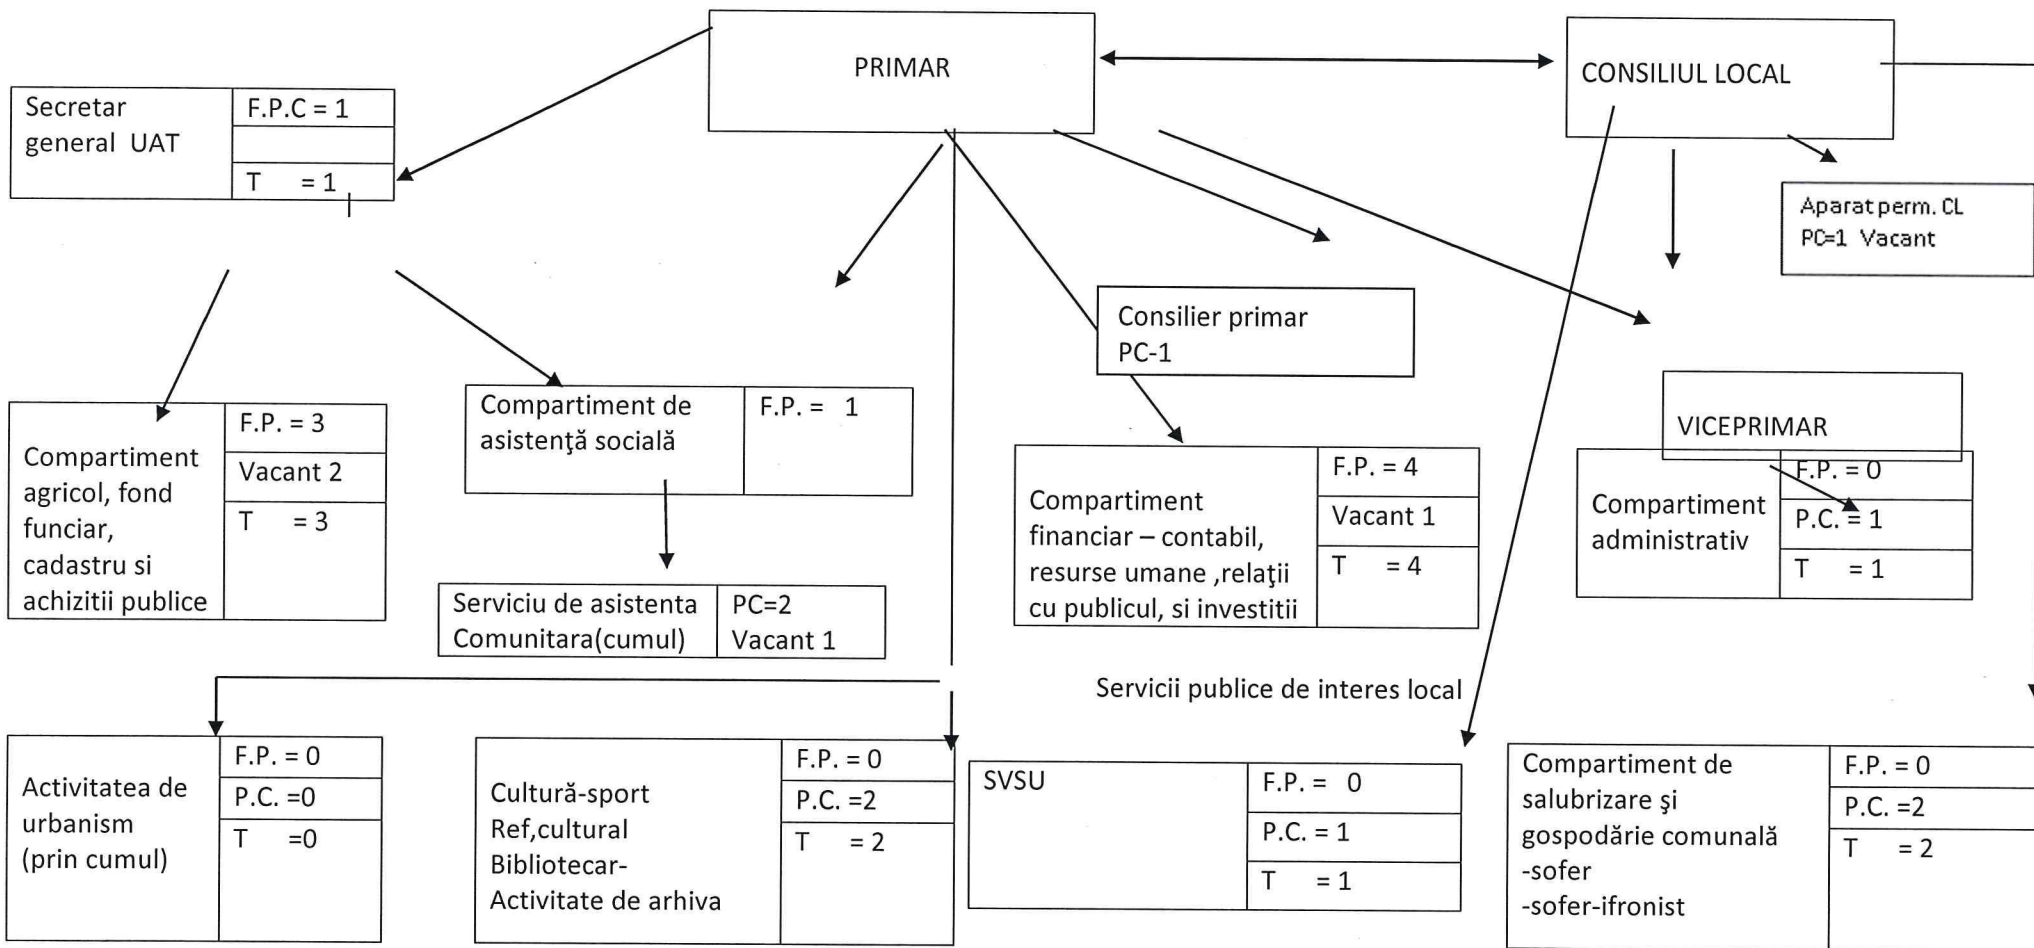 PRIMAR
CONSILIUL LOCAL
Secretar
general UAT
F.P.C = 1
T = 1
Aparat perm. CL
PC=1 Vacant
Consilier primar
PC-1
VICEPRIMAR
Compartiment
agricol, fond
funciar,
cadastru si
achizitii publice
F.P. = 3
Vacant 2
T = 3
Compartiment de
asistenţă socială
F.P. = 1
Compartiment
financiar – contabil,
resurse umane ,relaţii
cu publicul, si investitii
F.P. = 4
Vacant 1
T = 4
Compartiment
administrativ
F.P. = 0
P.C. = 1
T = 1
Serviciu de asistenta
Comunitara(cumul)
PC=2
Vacant 1
Servicii publice de interes local
Activitatea de
urbanism
(prin cumul)
F.P. = 0
P.C. =0
T =0
Cultură-sport
Ref,cultural
Bibliotecar-
Activitate de arhiva
F.P. = 0
P.C. =2
T = 2
SVSU
F.P. = 0
P.C. = 1
T = 1
Compartiment de
salubrizare şi
gospodărie comunală
-sofer
-sofer-ifronist
F.P. = 0
P.C. =2
T = 2